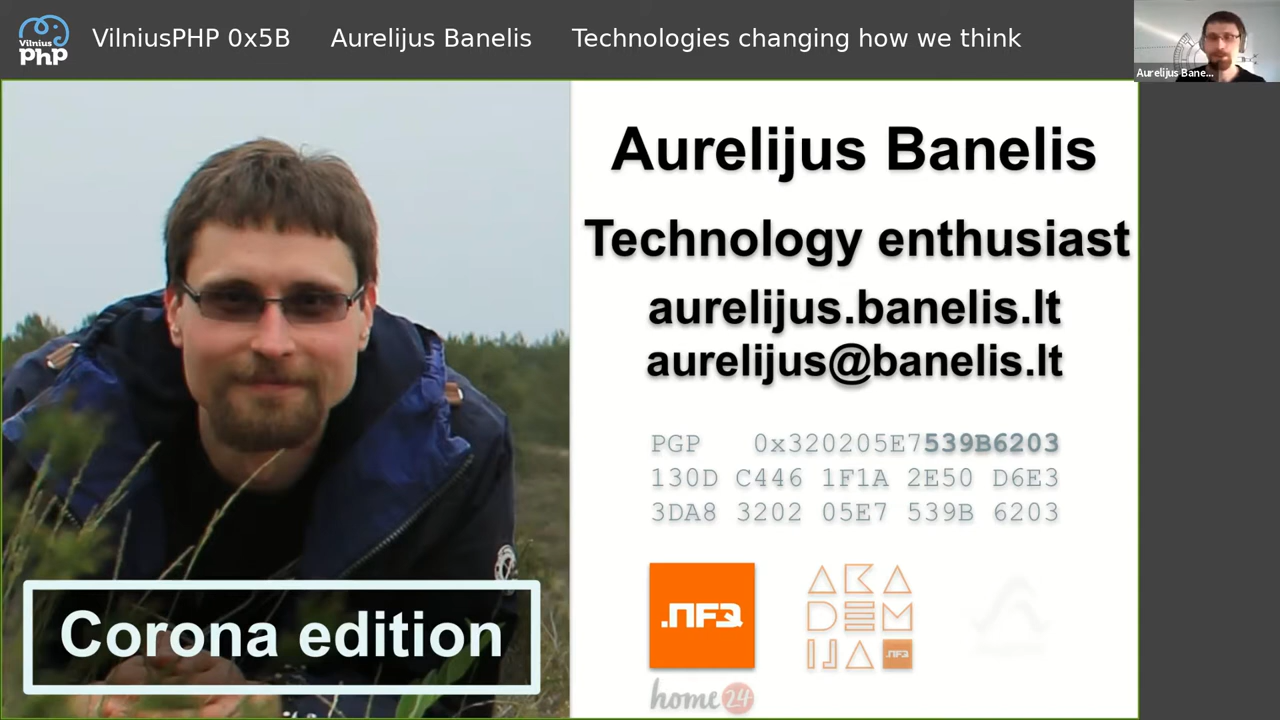 Vilnius
PhP
VilniusPHP 0x5B Aurelijus Banelis Technologies changing how we think
Aurelijus Bane...
Aurelijus Banelis
Technology enthusiast
aurelijus.banelis.lt
aurelijus@banelis.lt
PGP 0x320205E7539B6203
130D C446 1F1A 2E50 D6E3
3DA8 3202 05E7 539B 6203
.NFQ
AKA
DEM
IJA .NFQ
home24
Corona edition